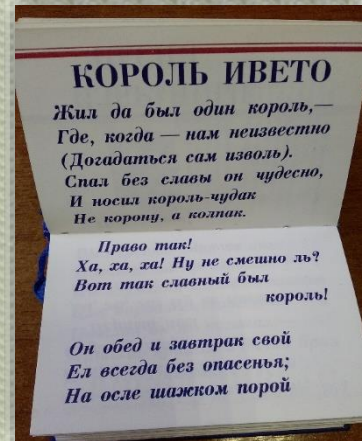 КОРОЛЬ ИВЕТО
Жил да был один король,—
Где, когда — нам неизвестно
(Догадаться сам изволь).
Спал без славы он чудесно,
И носил король-чудак
Не корону, а колпак.
Право так!
Ха, ха, ха! Ну не смешно ль?
Вот так славный был
король!
Он обед и завтрак свой
Ел всегда без опасенья;
На осле шажком порой